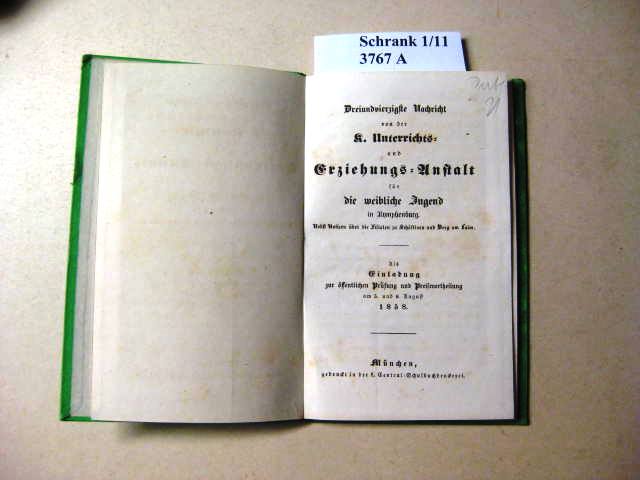 Schrank 1/11
3767 A
Dreiundvierzigste Nachricht
von der
K. Unterrichts-
und
Erziehungs-Anstalt
für
die weibliche Jugend
in Nymphenburg.
Nebst Notizen über die Filialen zu Schäftlarn und Berg am Laim.
Als
Einladung
zur öffentlichen Prüfung und Preisevertheilung
am 5. und 6. August
1858.
München,
gedruckt in der k. Central-Schulbuchdruckerei.